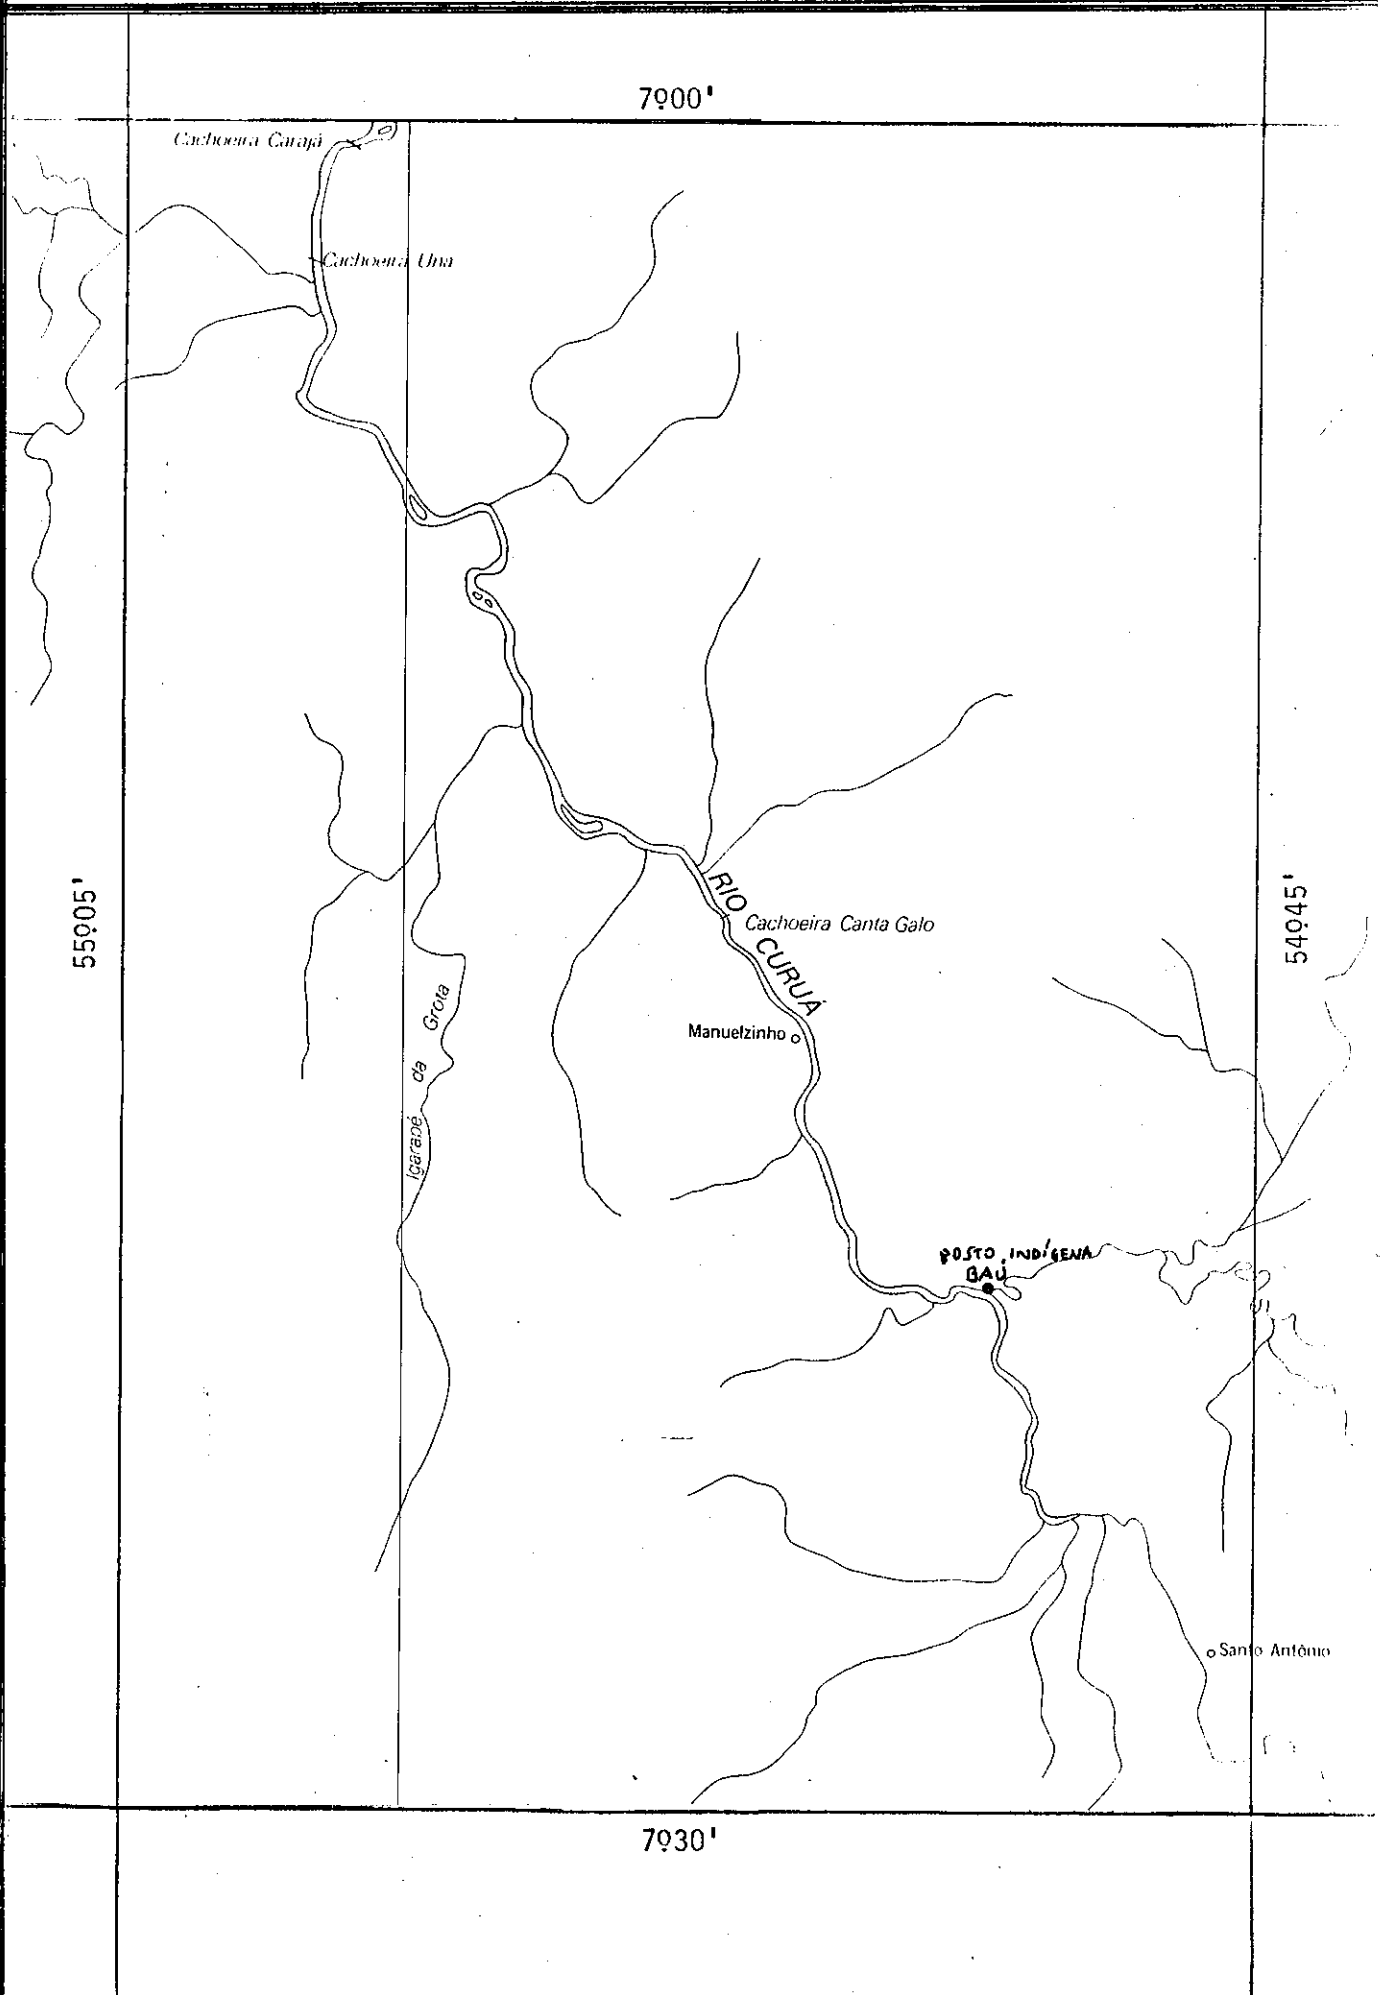 7º00'
Cachoeira Carajá
Cachoeira Una
RIO CURUÁ
Cachoeira Canta Galo
55º05'
54º45'
Igarapé da Grota
Manuelzinho
POSTO INDÍGENA
BAÚ
Santo Antônio
7º30'